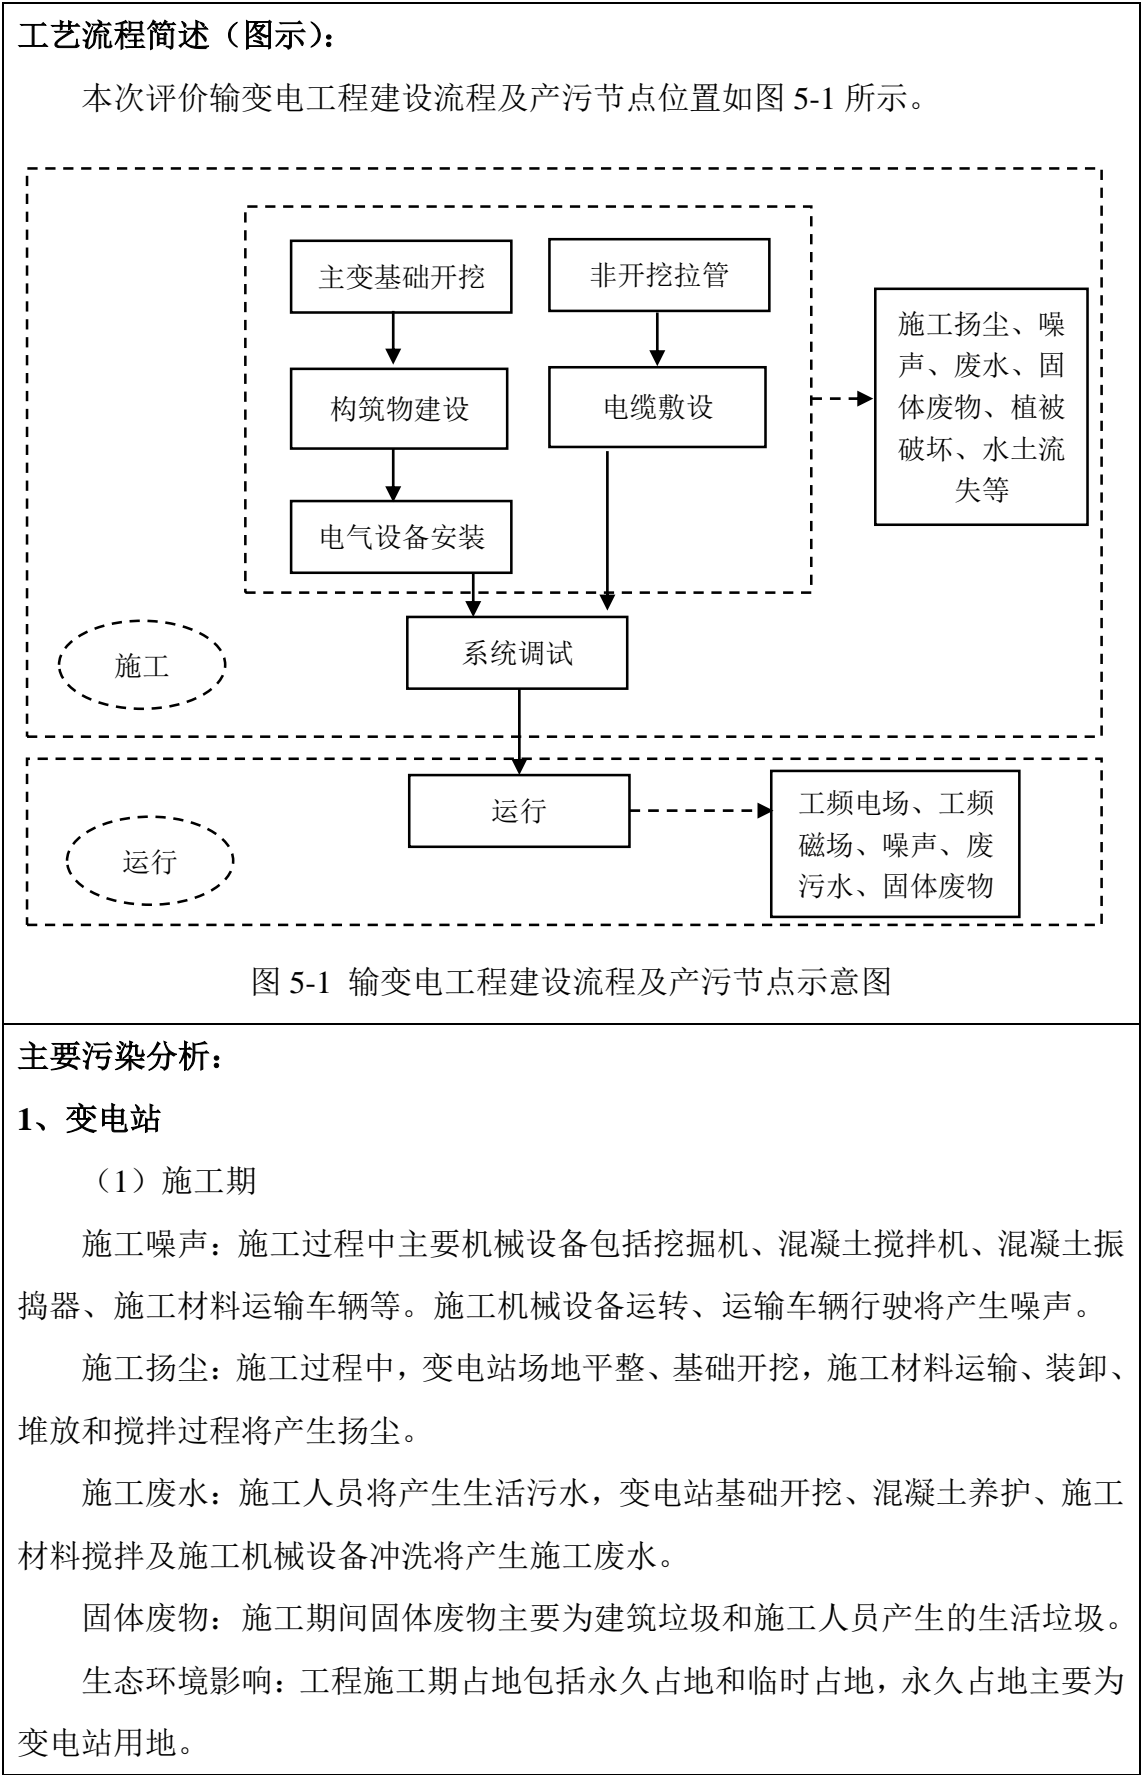 工艺流程简述（图示）：
本次评价输变电工程建设流程及产污节点位置如图 5-1 所示。
主变基础开挖
非开挖拉管
构筑物建设
电缆敷设
电气设备安装
施工扬尘、噪
声、废水、固
体废物、植被
破坏、水土流
失等
系统调试
施工
运行
工频电场、工频
磁场、噪声、废
污水、固体废物
运行
图 5-1 输变电工程建设流程及产污节点示意图
主要污染分析：
1、变电站
（1）施工期
施工噪声：施工过程中主要机械设备包括挖掘机、混凝土搅拌机、混凝土振
捣器、施工材料运输车辆等。施工机械设备运转、运输车辆行驶将产生噪声。
施工扬尘：施工过程中，变电站场地平整、基础开挖，施工材料运输、装卸、
堆放和搅拌过程将产生扬尘。
施工废水：施工人员将产生生活污水，变电站基础开挖、混凝土养护、施工
材料搅拌及施工机械设备冲洗将产生施工废水。
固体废物：施工期间固体废物主要为建筑垃圾和施工人员产生的生活垃圾。
生态环境影响：工程施工期占地包括永久占地和临时占地，永久占地主要为
变电站用地。